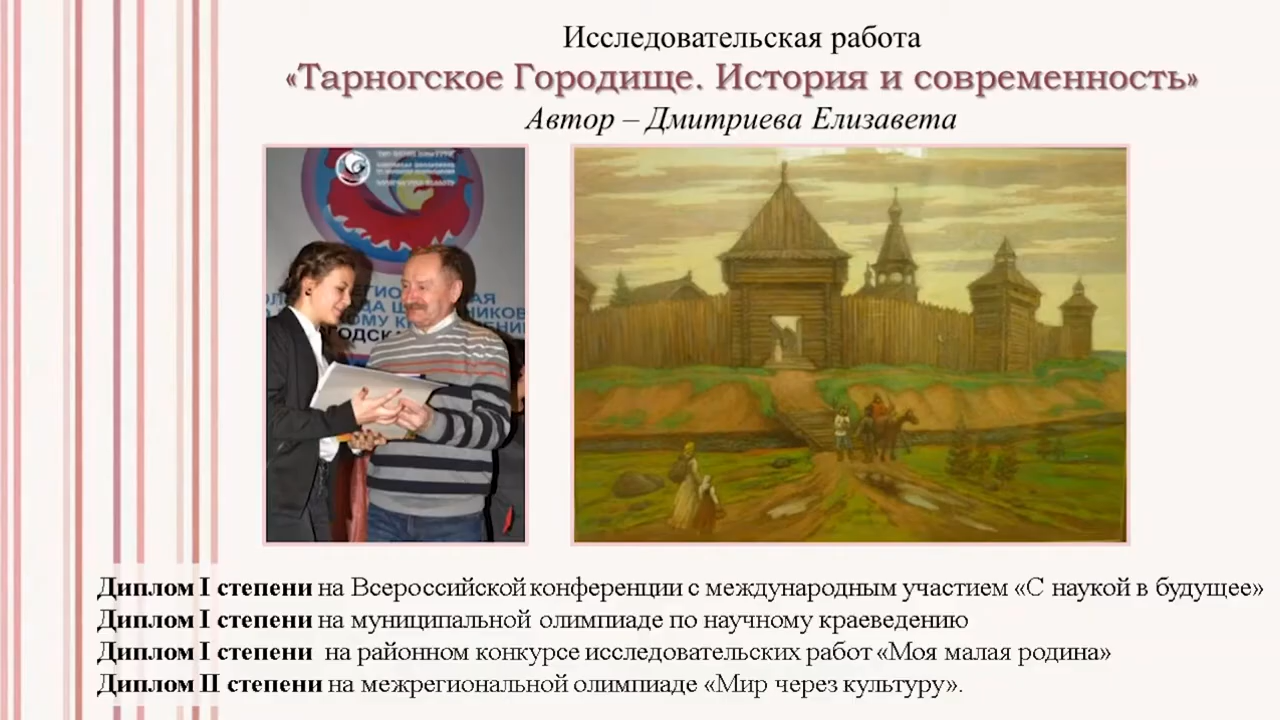 Исследовательская работа
«Тарногское Городище. История и современность»
Автор – Дмитриева Елизавета
Диплом I степени на Всероссийской конференции с международным участием «С наукой в будущее»
Диплом I степени на муниципальной олимпиаде по научному краеведению
Диплом I степени на районном конкурсе исследовательских работ «Моя малая родина»
Диплом II степени на межрегиональной олимпиаде «Мир через культуру».